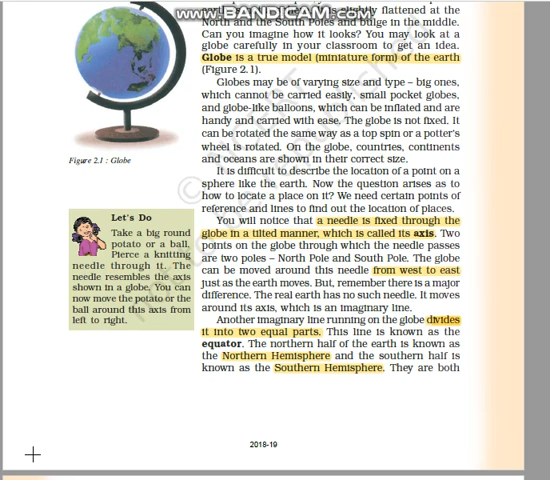 WWW.BANDICAM.COM
is slightly flattened at the
North and the South Poles and bulge in the middle.
Can you imagine how it looks? You may look at a
globe carefully in your classroom to get an idea.
Globe is a true model (miniature form) of the earth
(Figure 2.1).
Globes may be of varying size and type – big ones,
which cannot be carried easily, small pocket globes,
and globe-like balloons, which can be inflated and are
handy and carried with ease. The globe is not fixed. It
can be rotated the same way as a top spin or a potter's
wheel is rotated. On the globe, countries, continents
and oceans are shown in their correct size.
Figure 2.1 : Globe
It is difficult to describe the location of a point on a
sphere like the earth. Now the question arises as to
how to locate a place on it? We need certain points of
reference and lines to find out the location of places.
You will notice that a needle is fixed through the
globe in a tilted manner, which is called its axis. Two
points on the globe through which the needle passes
are two poles – North Pole and South Pole. The globe
can be moved around this needle from west to east
just as the earth moves. But, remember there is a major
difference. The real earth has no such needle. It moves
around its axis, which is an imaginary line.
Another imaginary line running on the globe divides
it into two equal parts. This line is known as the
equator. The northern half of the earth is known as
the Northern Hemisphere and the southern half is
known as the Southern Hemisphere. They are both
Let's Do
Take a big round
potato or a ball.
Pierce a knitting
needle through it. The
needle resembles the axis
shown in a globe. You can
now move the potato or the
ball around this axis from
left to right.
2018-19